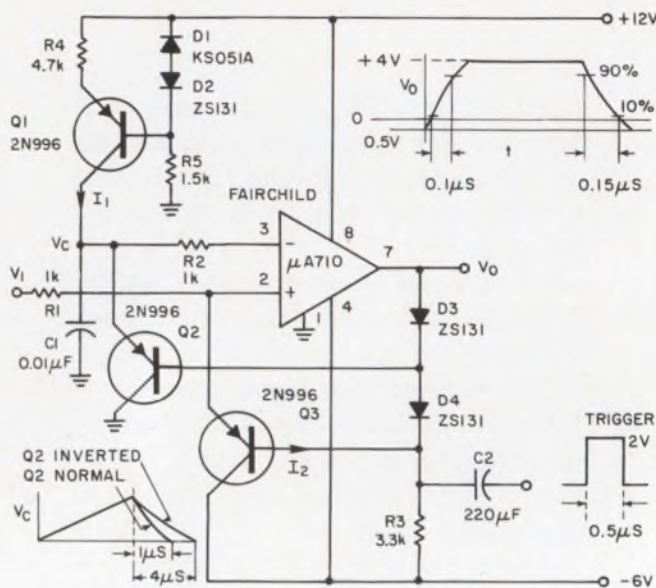 +12V
R4
4.7k
D1
KS051A
D2
ZS131
Q1
2N996
R5
1.5k
I1
+4V
VO
90%
10%
0
0.5V
t
0.1μS
0.15μS
FAIRCHILD
VC
R2
1k
3
−
8
μA710
7
VO
V1
1k
R1
2
+
1
4
2N996
Q2
C1
0.01μF
D3
ZS131
D4
ZS131
2N996
Q3
I2
TRIGGER
2V
C2
220μF
0.5μS
Q2 INVERTED
Q2 NORMAL
VC
1μS
4μS
R3
3.3k
−6V